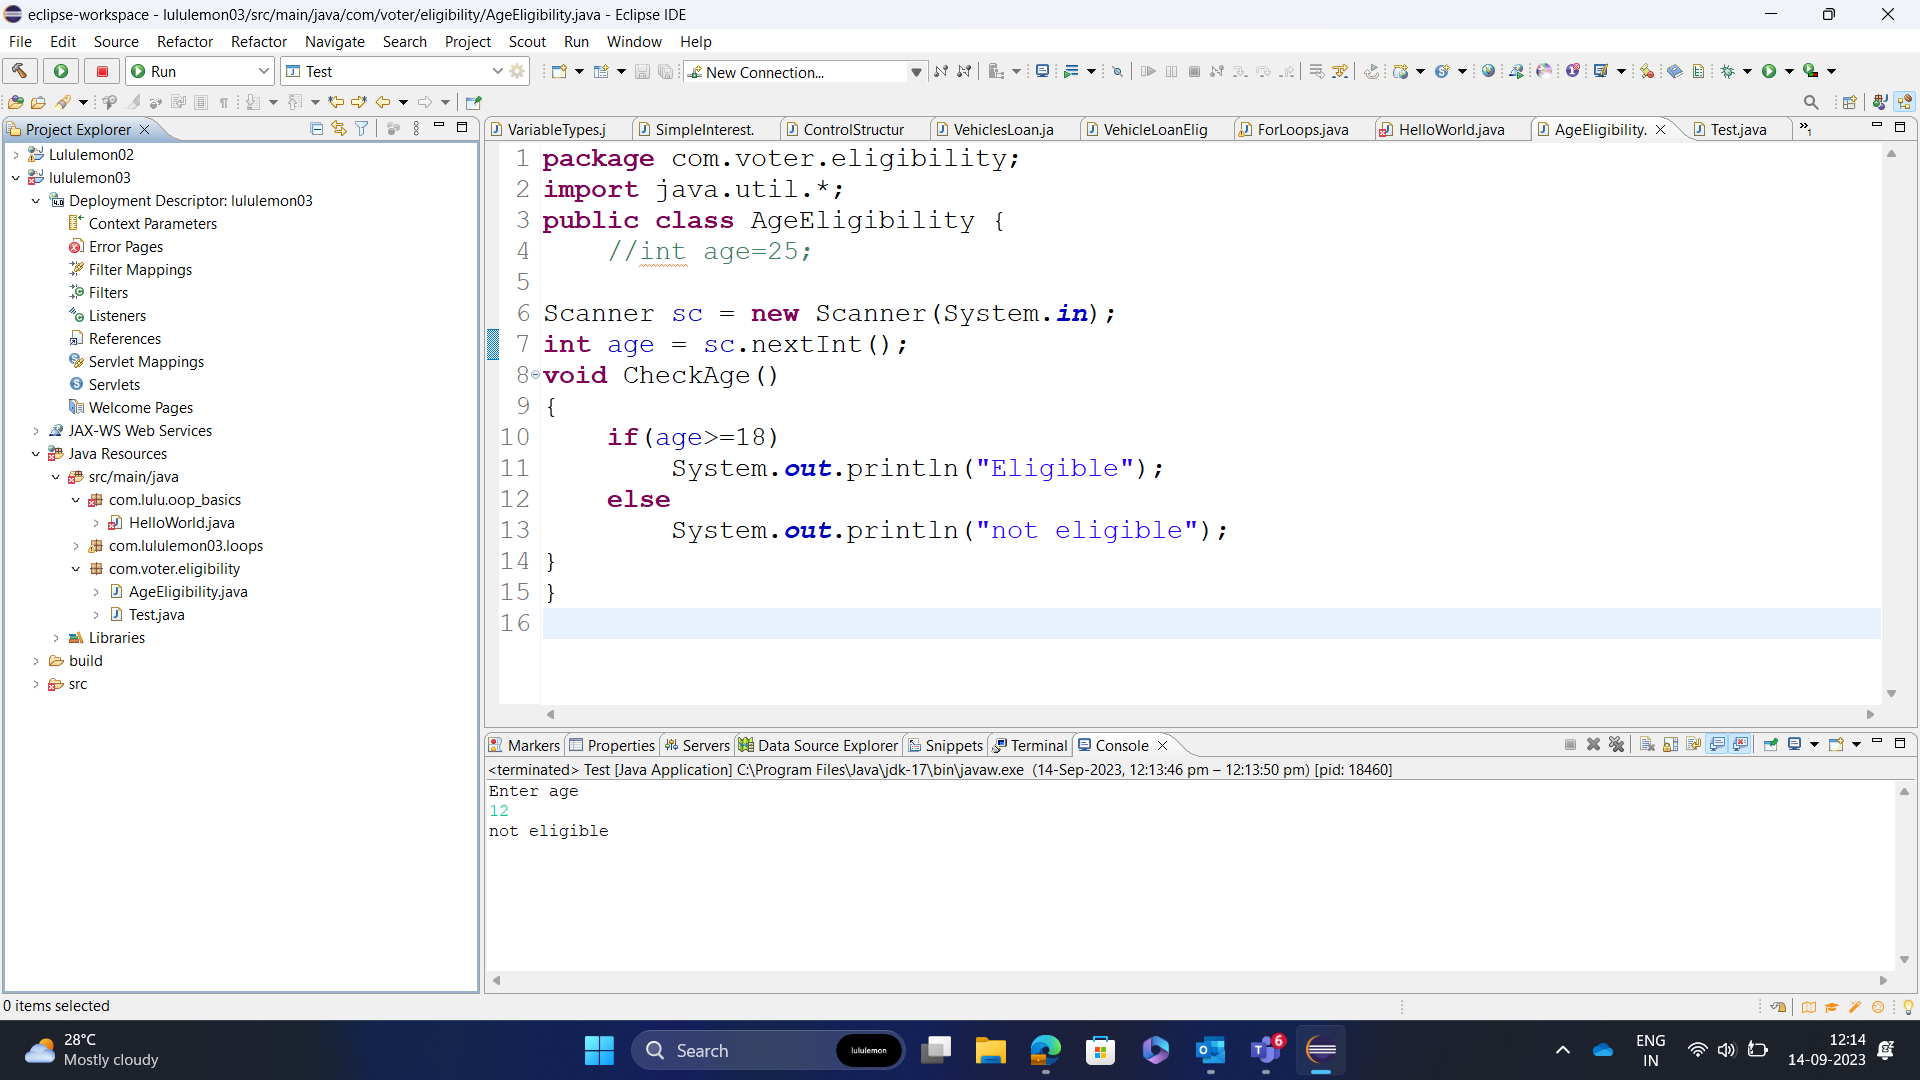 eclipse-workspace - lululemon03/src/main/java/com/voter/eligibility/AgeEligibility.java - Eclipse IDE
File Edit Source Refactor Refactor Navigate Search Project Scout Run Window Help
Run Test New Connection...
Project Explorer
VariableTypes.j SimpleInterest. ControlStructur VehiclesLoan.ja VehicleLoanElig ForLoops.java HelloWorld.java AgeEligibility. Test.java »1
Lululemon02
lululemon03
Deployment Descriptor: lululemon03
Context Parameters
Error Pages
Filter Mappings
Filters
Listeners
References
Servlet Mappings
Servlets
Welcome Pages
JAX-WS Web Services
Java Resources
src/main/java
com.lulu.oop_basics
HelloWorld.java
com.lululemon03.loops
com.voter.eligibility
AgeEligibility.java
Test.java
Libraries
build
src
1 package com.voter.eligibility;
2 import java.util.*;
3 public class AgeEligibility {
4 //int age=25;
5
6 Scanner sc = new Scanner(System.in);
7 int age = sc.nextInt();
8 void CheckAge()
9 {
10 if(age>=18)
11 System.out.println("Eligible");
12 else
13 System.out.println("not eligible");
14 }
15 }
16
Markers Properties Servers Data Source Explorer Snippets Terminal Console
<terminated> Test [Java Application] C:\Program Files\Java\jdk-17\bin\javaw.exe (14-Sep-2023, 12:13:46 pm – 12:13:50 pm) [pid: 18460]
Enter age
12
not eligible
0 items selected
28°C
Mostly cloudy
Search lululemon
6
ENG
IN
12:14
14-09-2023